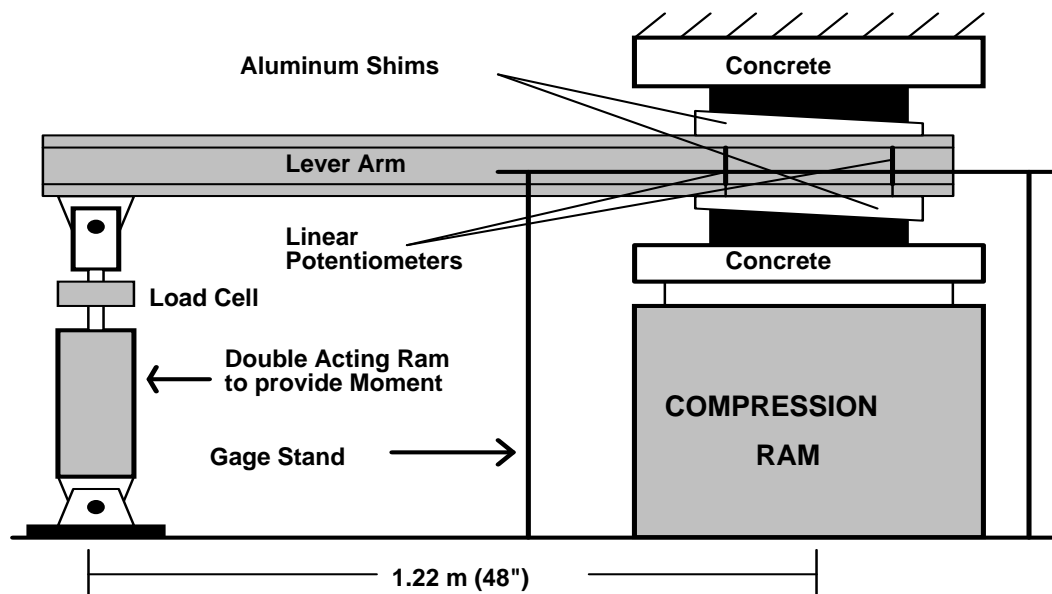 Aluminum Shims
Concrete
Lever Arm
Linear
Potentiometers
Concrete
Load Cell
Double Acting Ram
to provide Moment
COMPRESSION
RAM
Gage Stand
1.22 m (48")